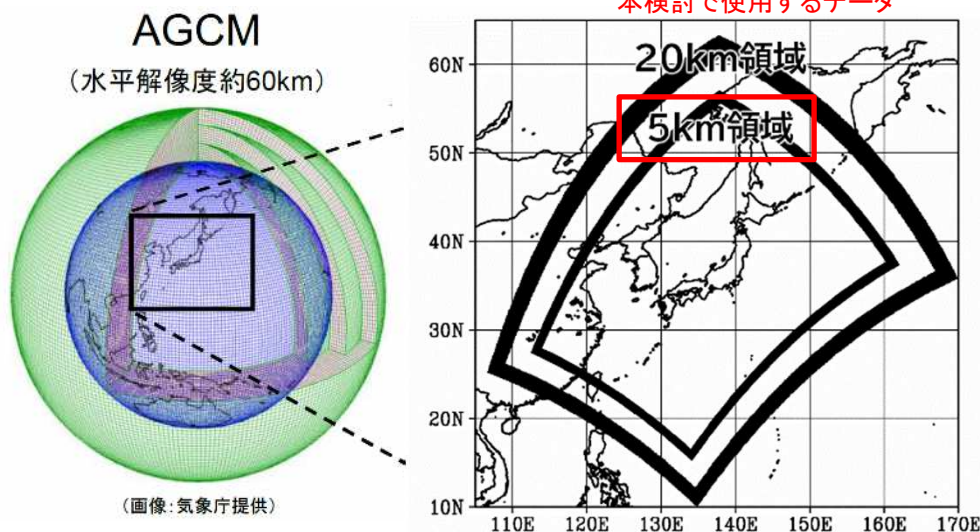 本検討で使用するデータ
AGCM
(水平解像度約60km)
(画像:気象庁提供)
20km領域
5km領域
60N
50N
40N
30N
20N
10N
110E 120E 130E 140E 150E 160E 170E